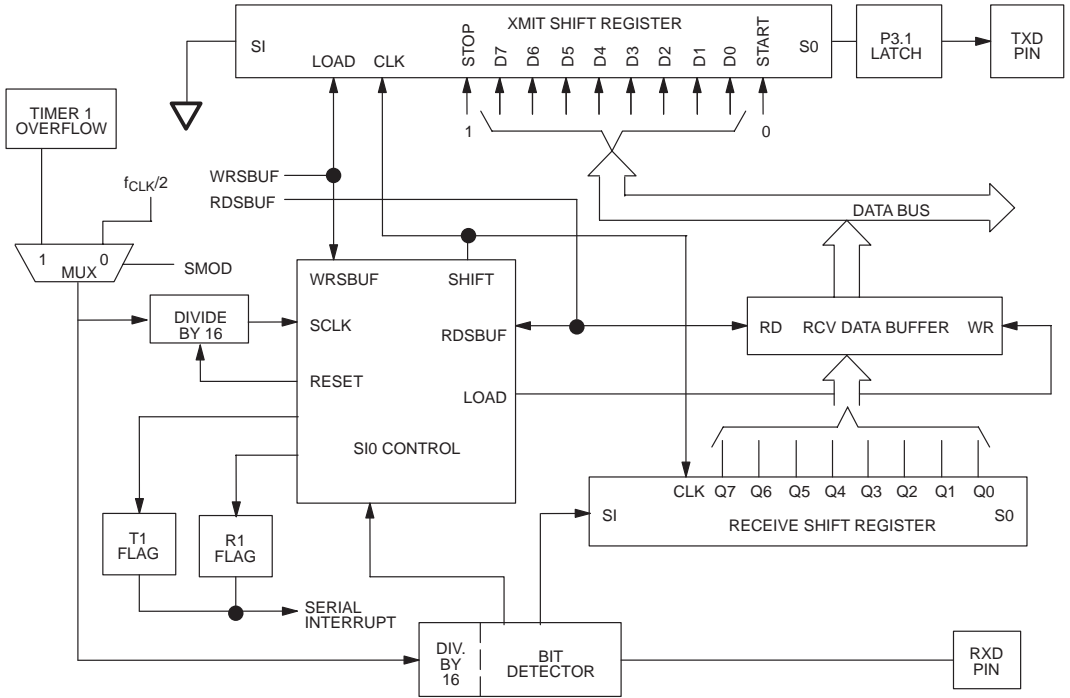 XMIT SHIFT REGISTER
SI
S0
LOAD
CLK
STOP
D7
D6
D5
D4
D3
D2
D1
D0
START
P3.1
LATCH
TXD
PIN
TIMER 1
OVERFLOW
1
0
WRSBUF
RDSBUF
fCLK/2
DATA BUS
1
0
MUX
SMOD
WRSBUF
SHIFT
DIVIDE
BY 16
SCLK
RDSBUF
RD
RCV DATA BUFFER
WR
RESET
LOAD
SI0 CONTROL
CLK
Q7
Q6
Q5
Q4
Q3
Q2
Q1
Q0
SI
S0
RECEIVE SHIFT REGISTER
T1
FLAG
R1
FLAG
SERIAL
INTERRUPT
DIV.
BY
16
BIT
DETECTOR
RXD
PIN